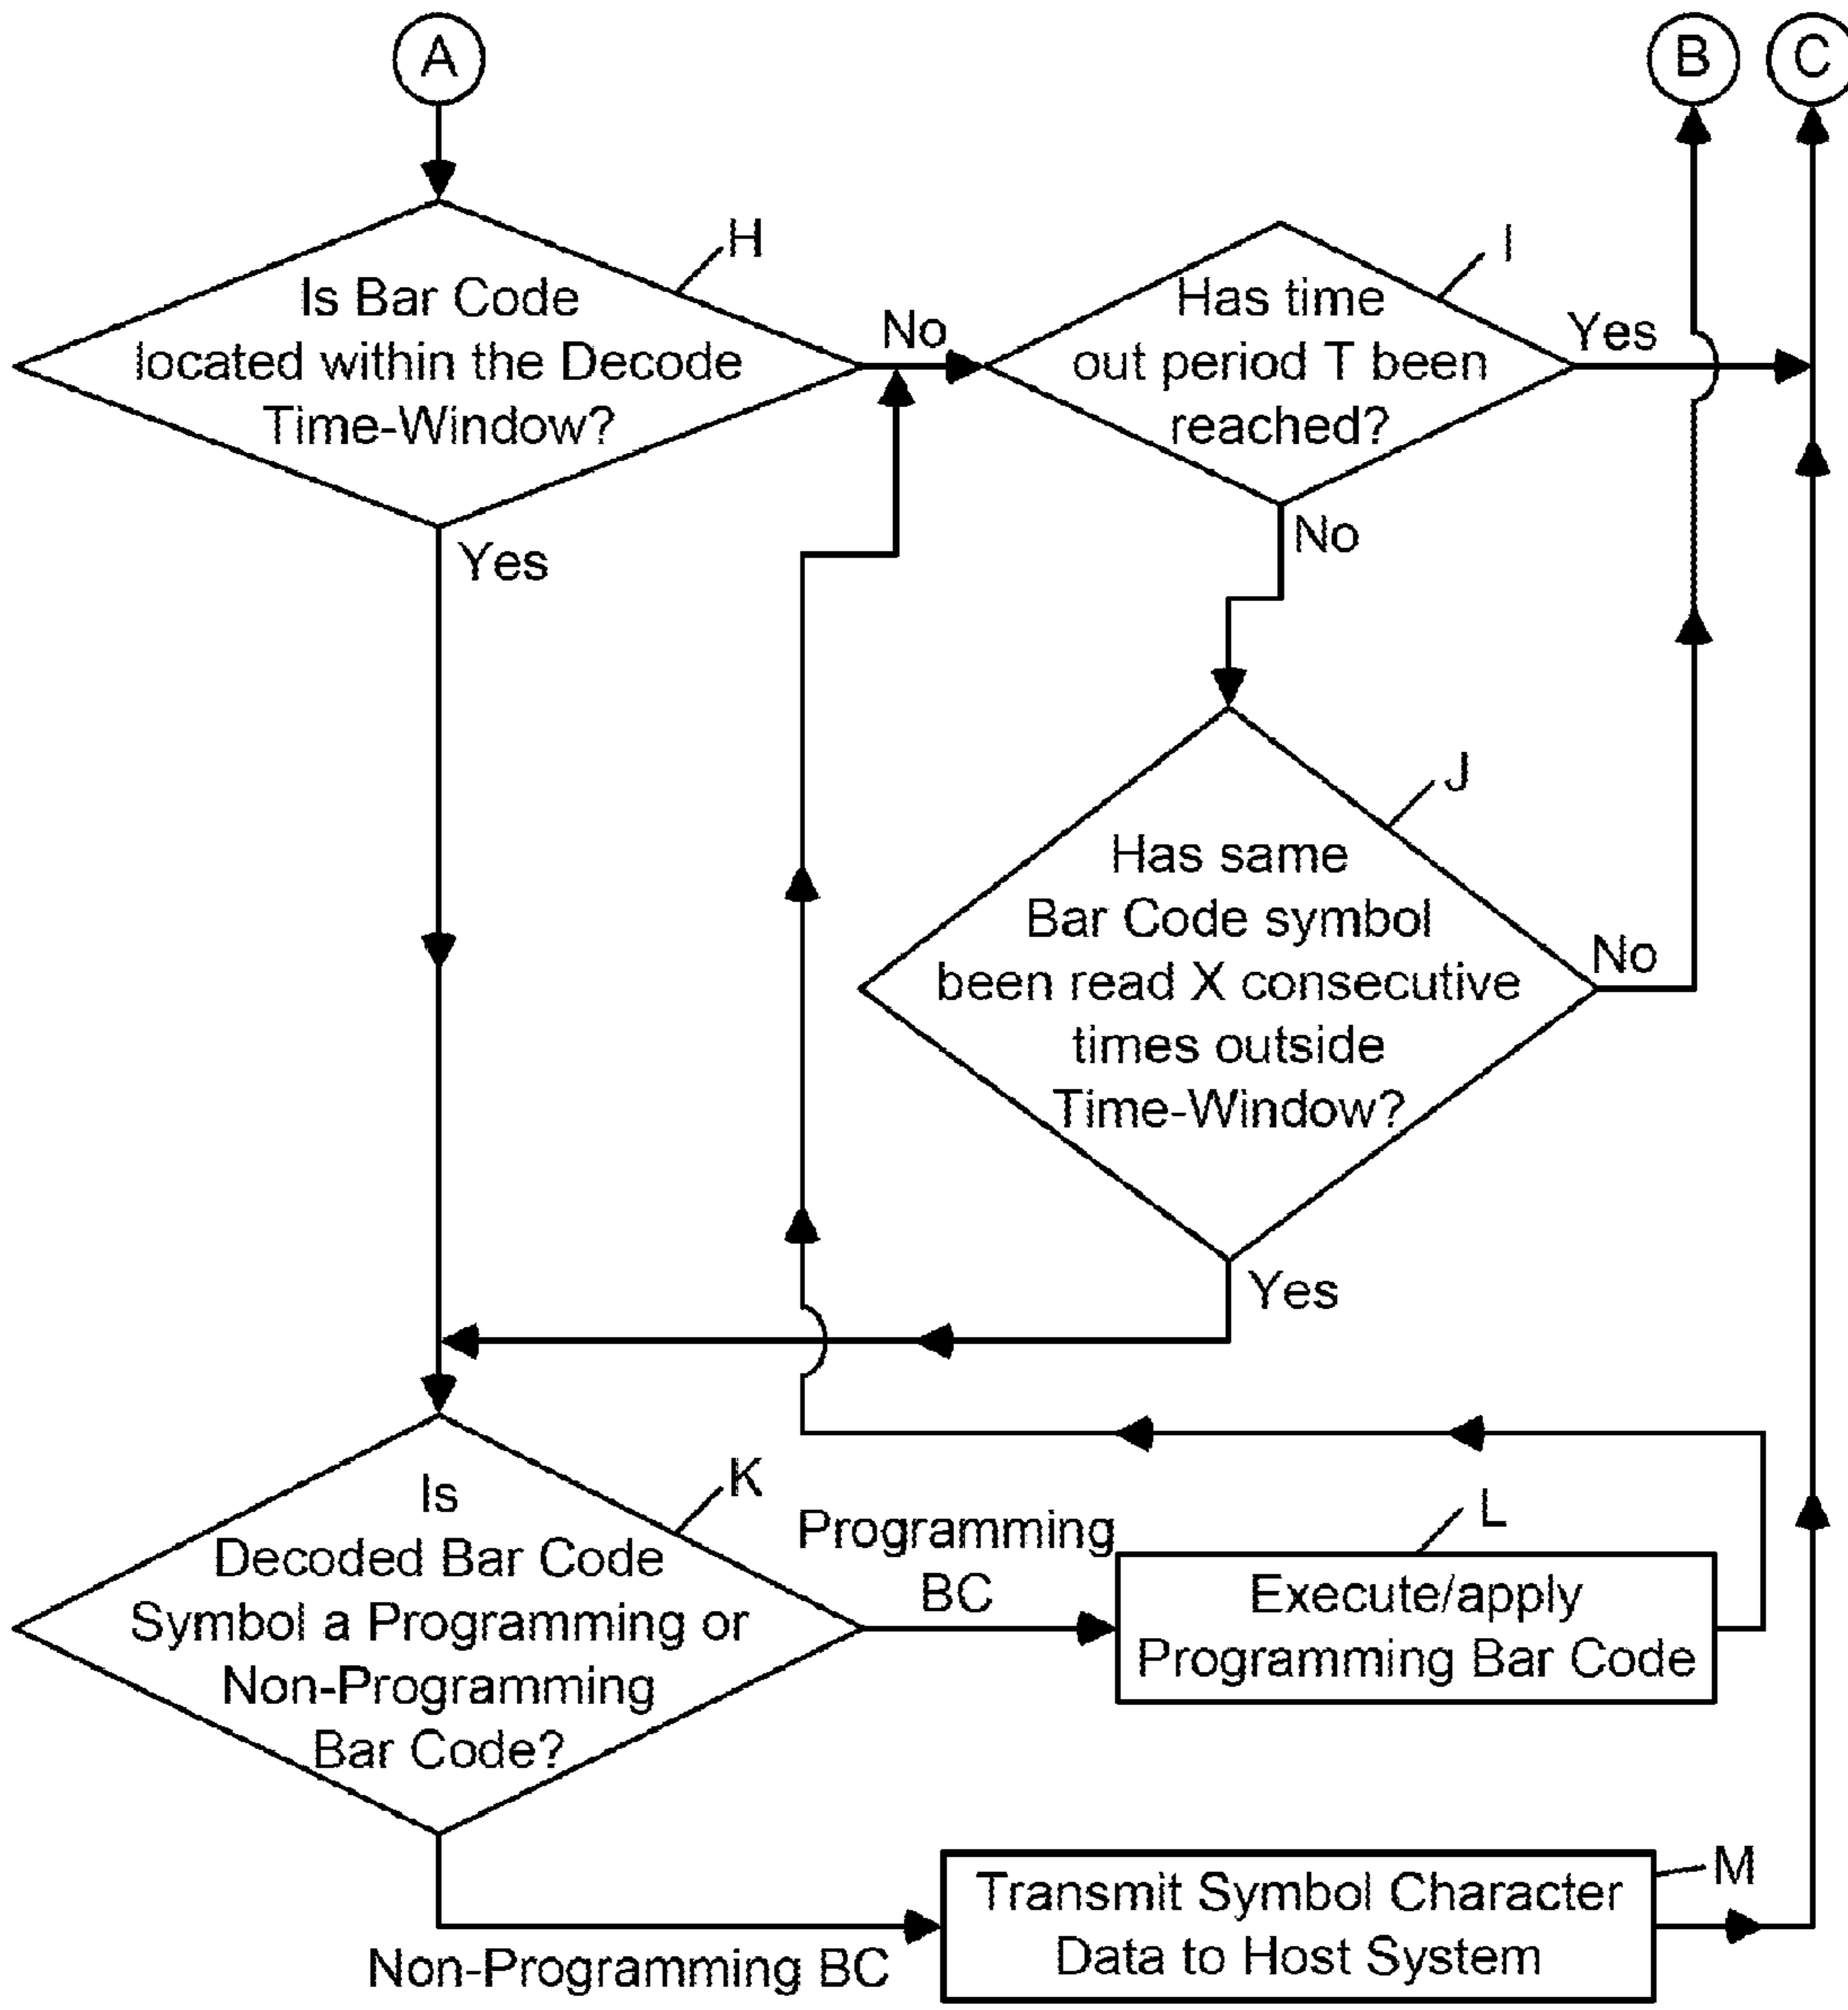 A
B
C
H
Is Bar Code
located within the Decode
Time-Window?
No
Yes
I
Has time
out period T been
reached?
Yes
No
J
Has same
Bar Code symbol
been read X consecutive
times outside
Time-Window?
No
Yes
K
Is
Decoded Bar Code
Symbol a Programming or
Non-Programming
Bar Code?
Programming
BC
L
Execute/apply
Programming Bar Code
Non-Programming BC
M
Transmit Symbol Character
Data to Host System